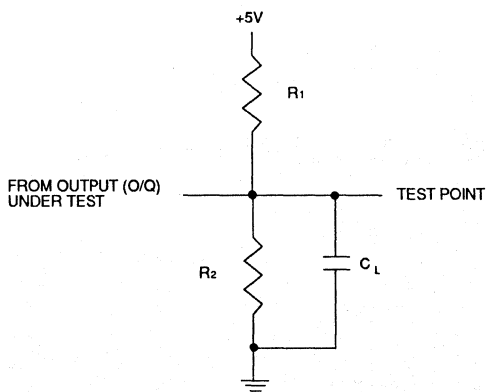 +5V
R1
FROM OUTPUT (O/Q)
UNDER TEST
TEST POINT
R2
CL